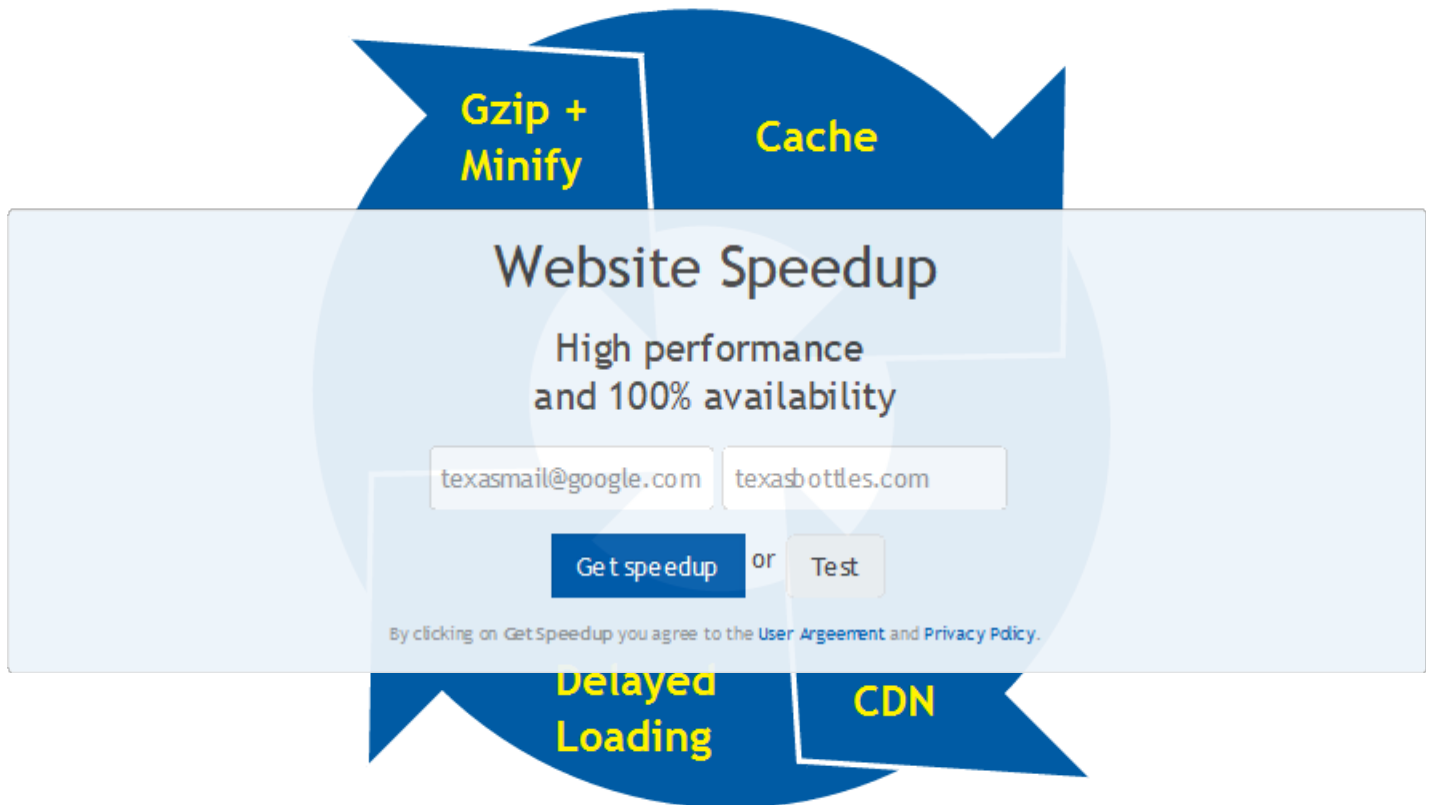 Gzip +
Minify
Cache
Website Speedup
High performance
and 100% availability
texasmail@google.com texasbottles.com
Get speedup or Test
By clicking on Get Speedup you agree to the User Argeement and Privacy Policy.
Delayed
Loading
CDN